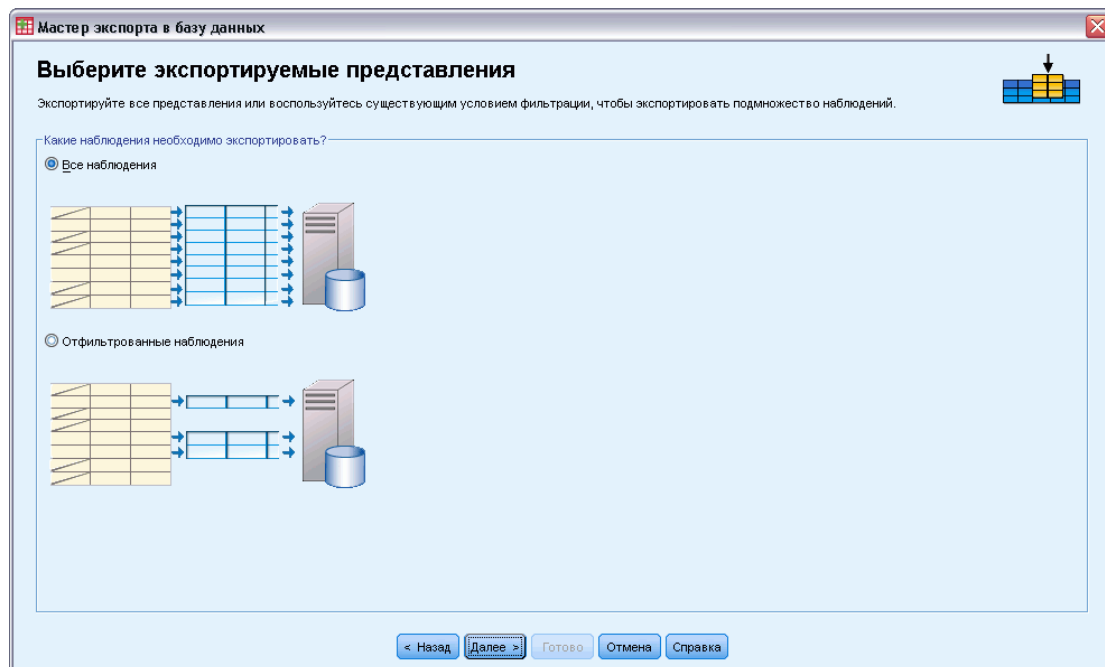 Мастер экспорта в базу данных
Выберите экспортируемые представления
Экспортируйте все представления или воспользуйтесь существующим условием фильтрации, чтобы экспортировать подмножество наблюдений.
Какие наблюдения необходимо экспортировать?
Все наблюдения
Отфильтрованные наблюдения
< Назад Далее > Готово Отмена Справка